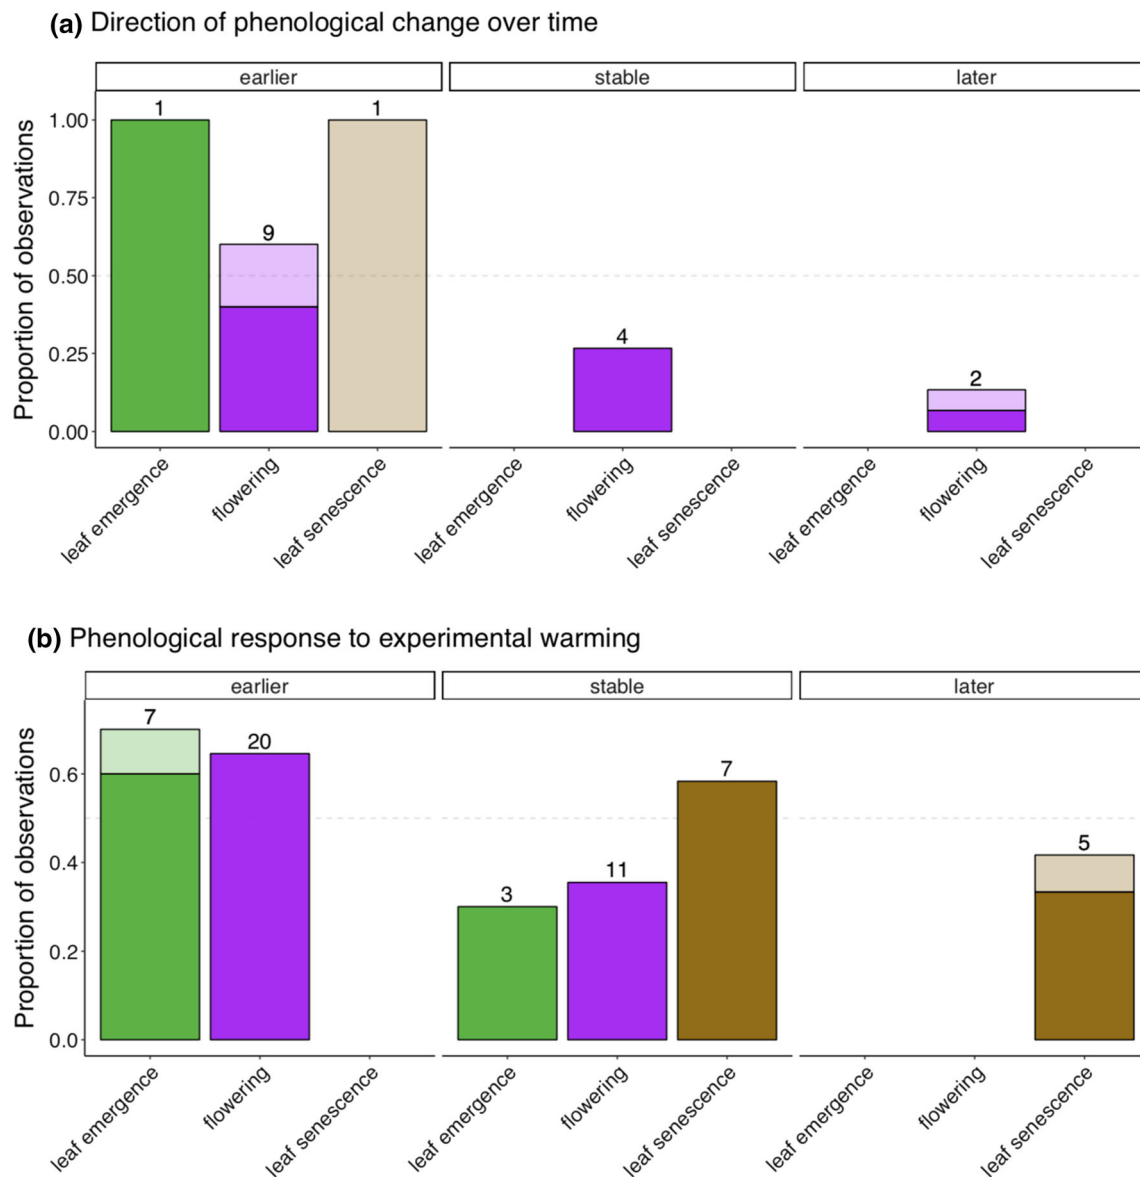 (a) Direction of phenological change over time
earlier stable later
Proportion of observations
1.00
0.75
0.50
0.25
0.00
1 9 1 4 2
leaf emergence flowering leaf senescence leaf emergence flowering leaf senescence leaf emergence flowering leaf senescence
(b) Phenological response to experimental warming
earlier stable later
Proportion of observations
0.6
0.4
0.2
0.0
7 20 3 11 7 5
leaf emergence flowering leaf senescence leaf emergence flowering leaf senescence leaf emergence flowering leaf senescence